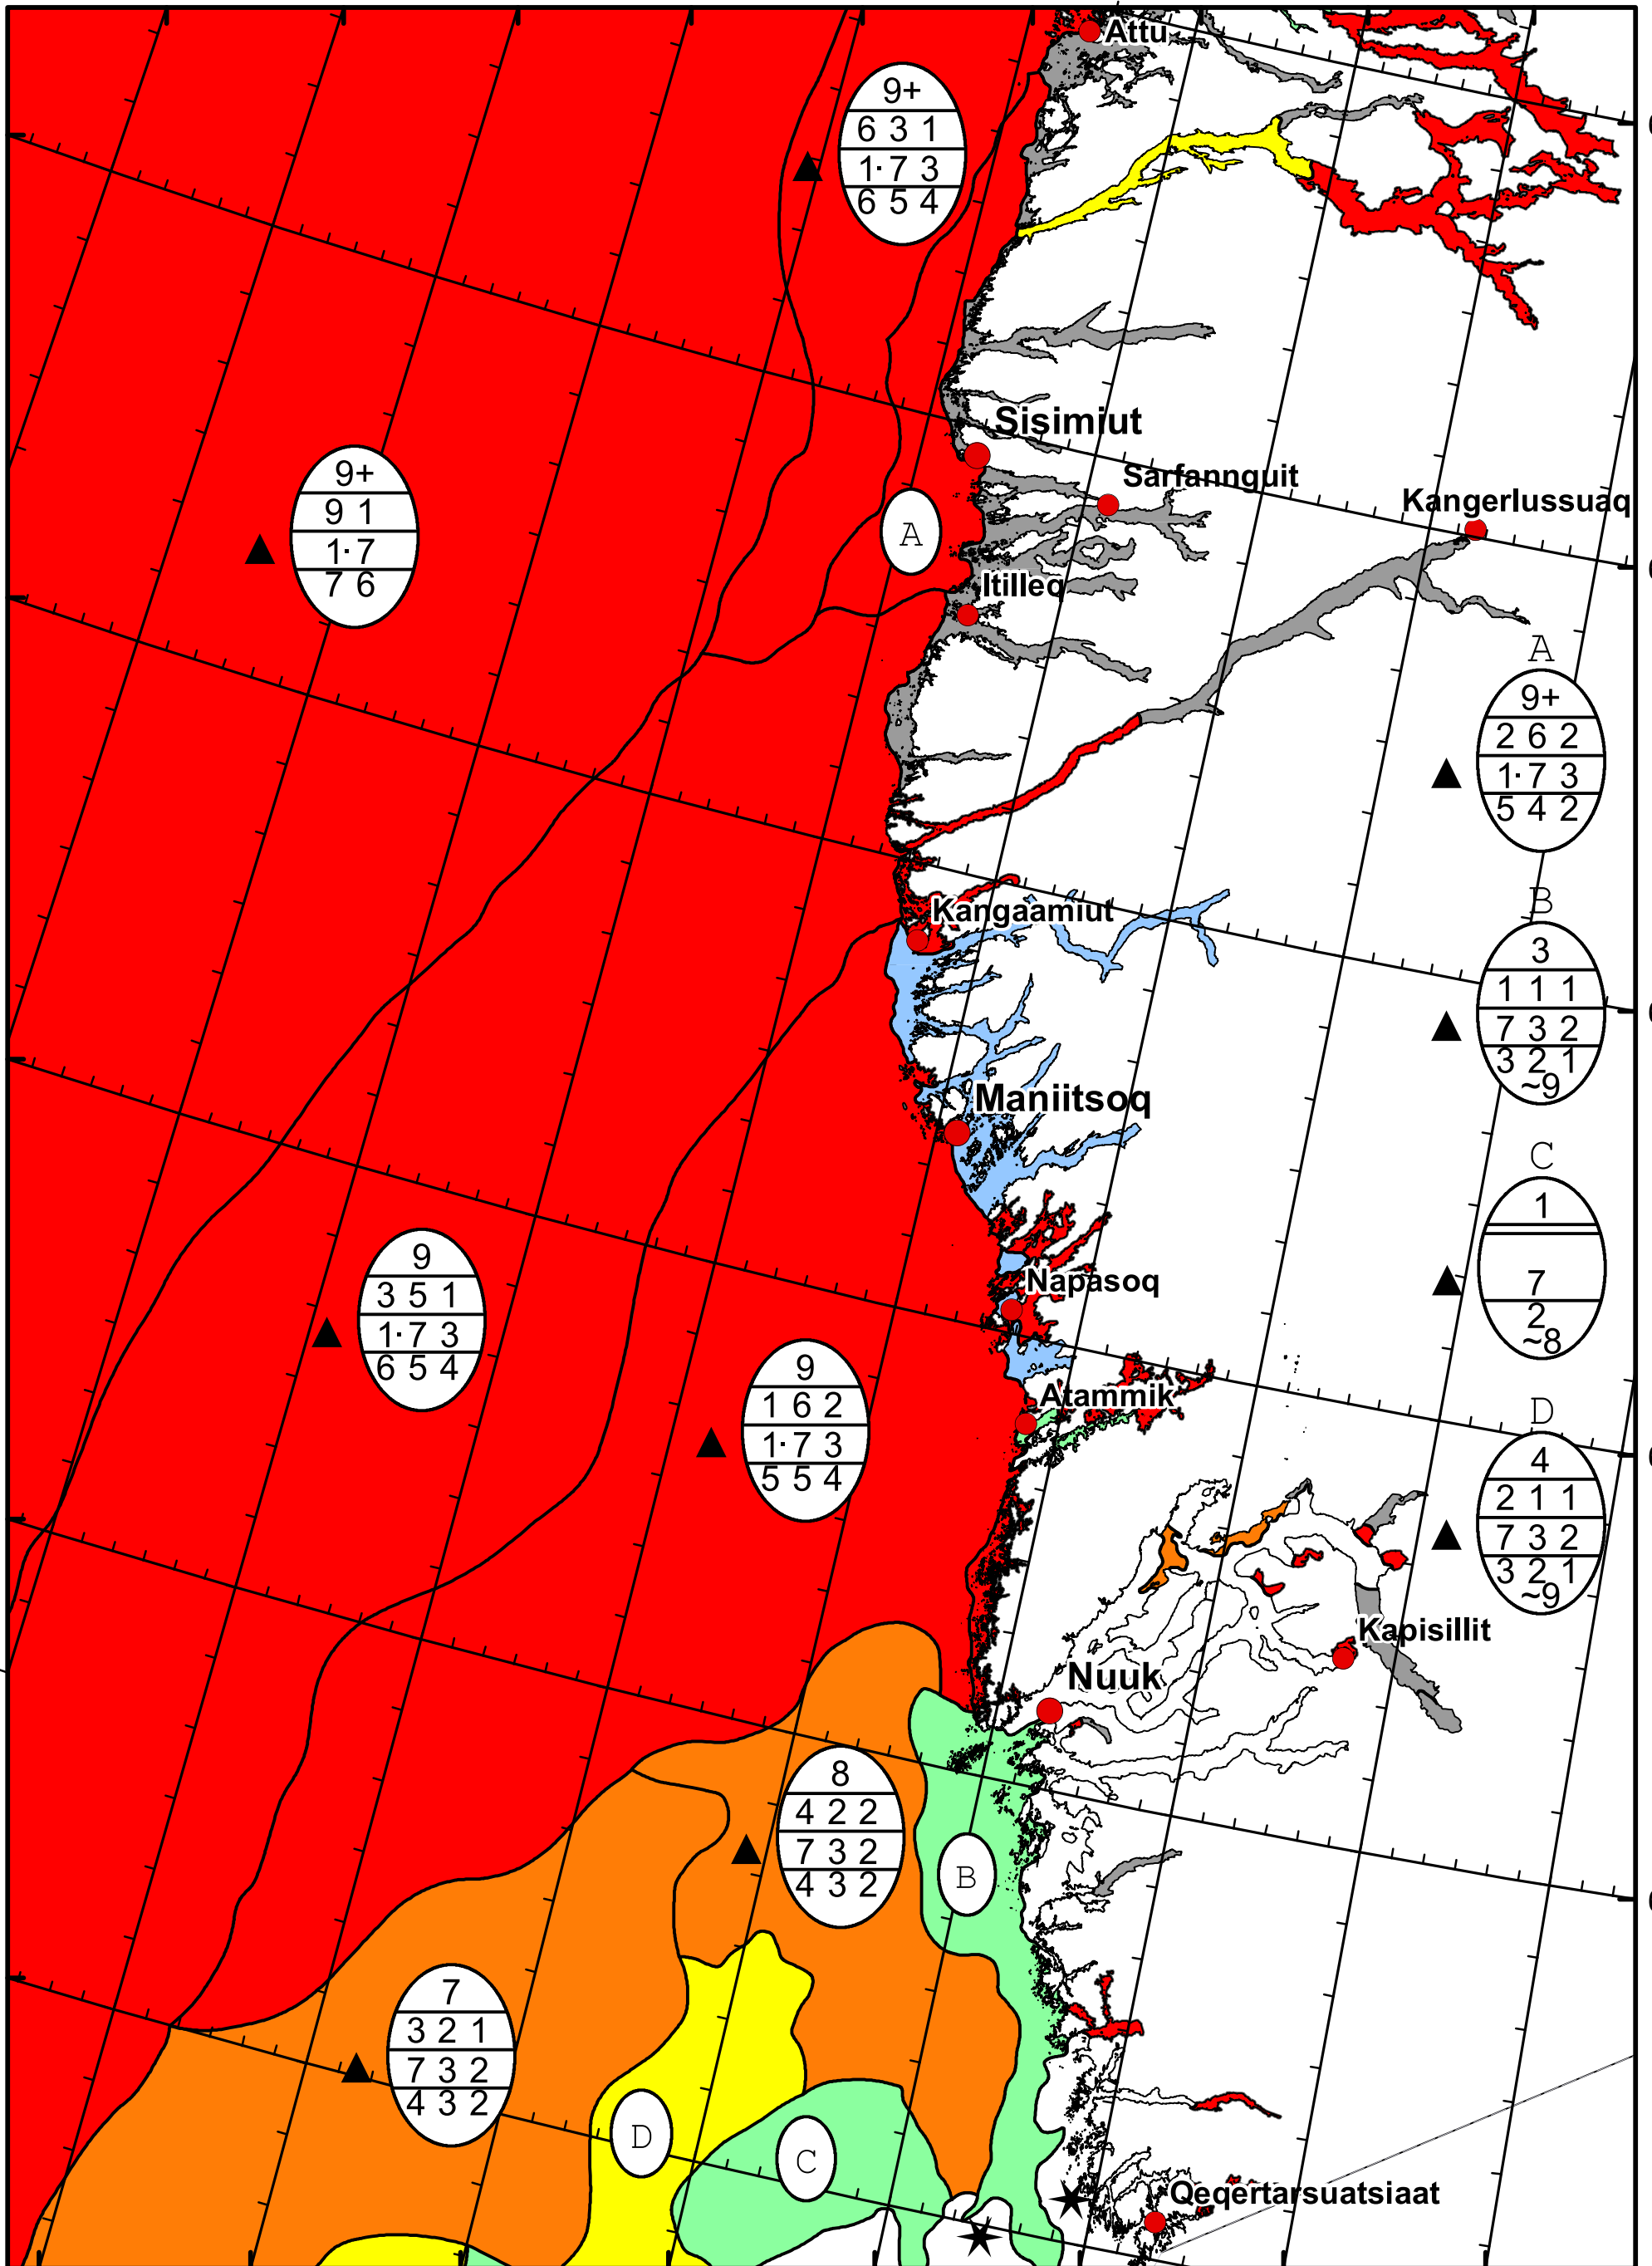 Attu
9+
6 3 1
1· 7 3
6 5 4
Sisimiut
Sarfannguit
Kangerlussuaq
9+
9 1
1· 7
7 6
A
Itilleq
A
9+
2 6 2
1· 7 3
5 4 2
Kangaamiut
B
3
1 1 1
7 3 2
3 2 1
~9
Maniitsoq
C
1
7
2
~8
9
3 5 1
1· 7 3
6 5 4
Napasoq
9
1 6 2
1· 7 3
5 5 4
Atammik
D
4
2 1 1
7 3 2
3 2 1
~9
Kapisillit
Nuuk
8
4 2 2
7 3 2
4 3 2
B
7
3 2 1
7 3 2
4 3 2
D
C
Qeqertarsuatsiaat